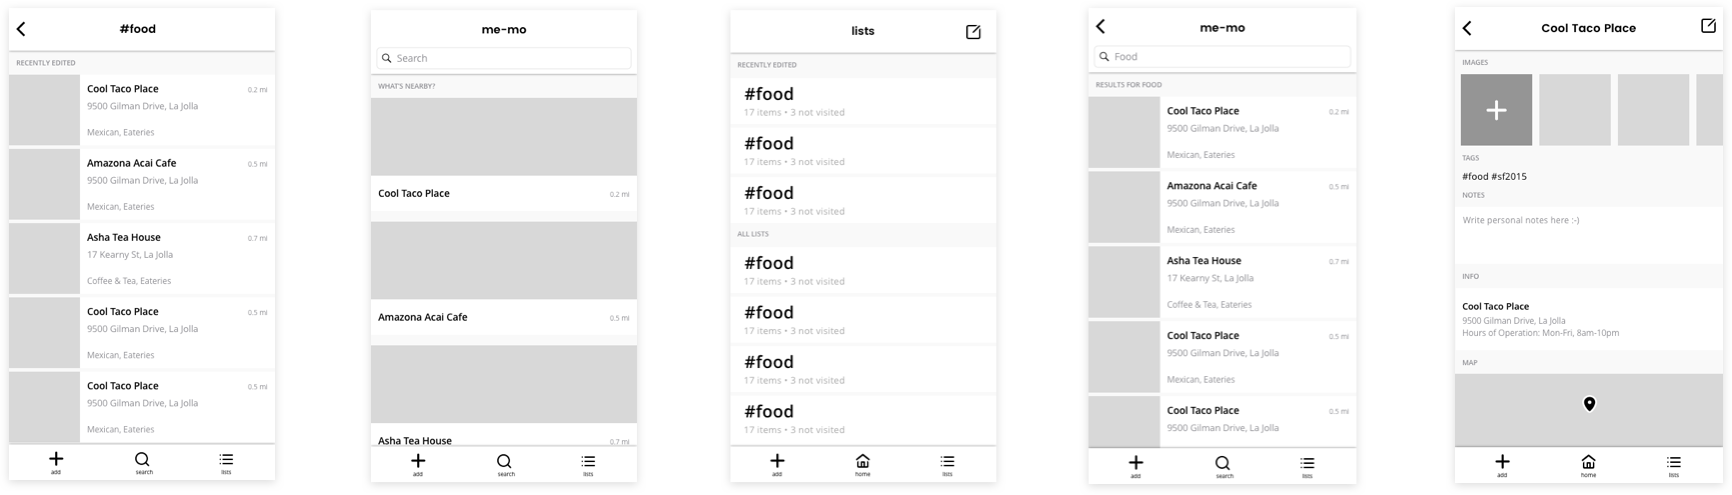 #food
RECENTLY EDITED
Cool Taco Place 0.2 mi
9500 Gilman Drive, La Jolla
Mexican, Eateries
Amazona Acai Cafe 0.5 mi
9500 Gilman Drive, La Jolla
Mexican, Eateries
Asha Tea House 0.7 mi
17 Kearny St, La Jolla
Coffee & Tea, Eateries
Cool Taco Place 0.5 mi
9500 Gilman Drive, La Jolla
Mexican, Eateries
Cool Taco Place 0.5 mi
9500 Gilman Drive, La Jolla
Mexican, Eateries
add search lists
me-mo
Search
WHAT'S NEARBY?
Cool Taco Place 0.2 mi
Amazona Acai Cafe 0.5 mi
Asha Tea House 0.7 mi
add search lists
lists
RECENTLY EDITED
#food
17 items • 3 not visited
#food
17 items • 3 not visited
#food
17 items • 3 not visited
ALL LISTS
#food
17 items • 3 not visited
#food
17 items • 3 not visited
#food
17 items • 3 not visited
#food
17 items • 3 not visited
add home lists
me-mo
Food
RESULTS FOR FOOD
Cool Taco Place 0.2 mi
9500 Gilman Drive, La Jolla
Mexican, Eateries
Amazona Acai Cafe 0.5 mi
9500 Gilman Drive, La Jolla
Mexican, Eateries
Asha Tea House 0.7 mi
17 Kearny St, La Jolla
Coffee & Tea, Eateries
Cool Taco Place 0.5 mi
9500 Gilman Drive, La Jolla
Mexican, Eateries
Cool Taco Place 0.5 mi
9500 Gilman Drive, La Jolla
add search lists
Cool Taco Place
IMAGES
TAGS
#food #sf2015
NOTES
Write personal notes here :-)
INFO
Cool Taco Place
9500 Gilman Drive, La Jolla
Hours of Operation: Mon-Fri, 8am-10pm
MAP
add home lists